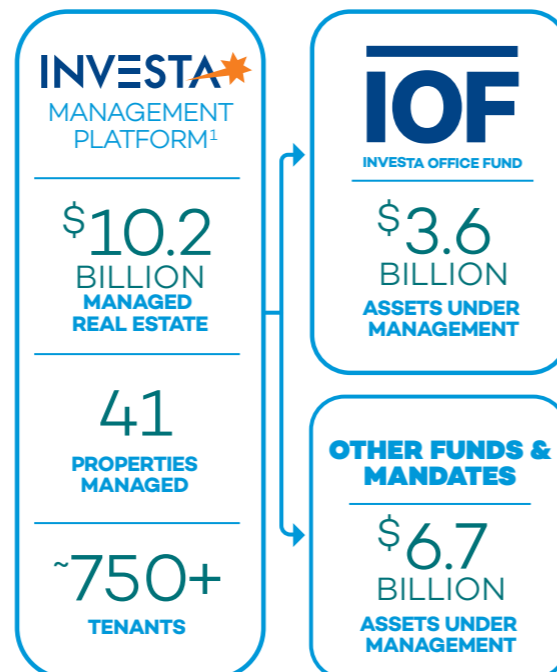 INVESTA
MANAGEMENT
PLATFORM¹
$10.2
BILLION
MANAGED
REAL ESTATE
41
PROPERTIES
MANAGED
~750+
TENANTS
IOF
INVESTA OFFICE FUND
$3.6
BILLION
ASSETS UNDER
MANAGEMENT
OTHER FUNDS &
MANDATES
$6.7
BILLION
ASSETS UNDER
MANAGEMENT